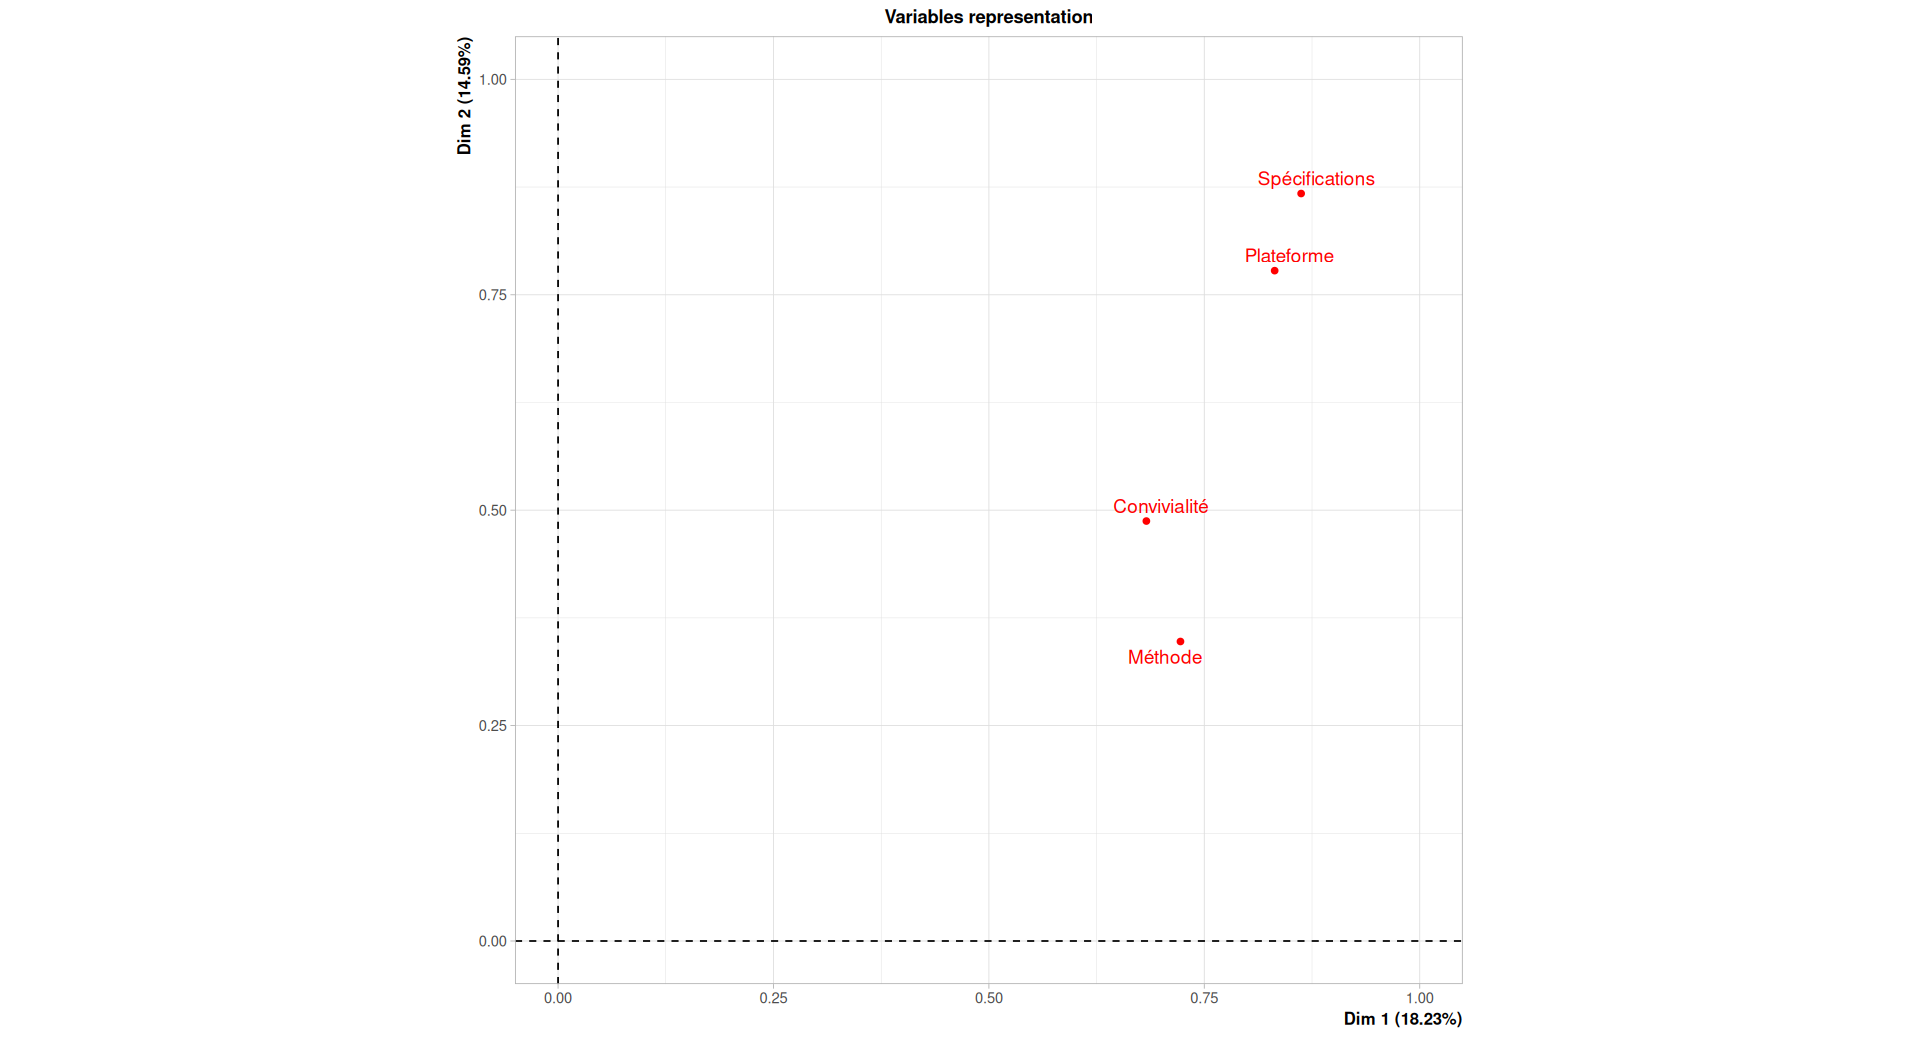 Variables representation
Dim 2 (14.59%)
1.00
0.75
0.50
0.25
0.00
Spécifications
Plateforme
Convivialité
Méthode
0.00 0.25 0.50 0.75 1.00
Dim 1 (18.23%)